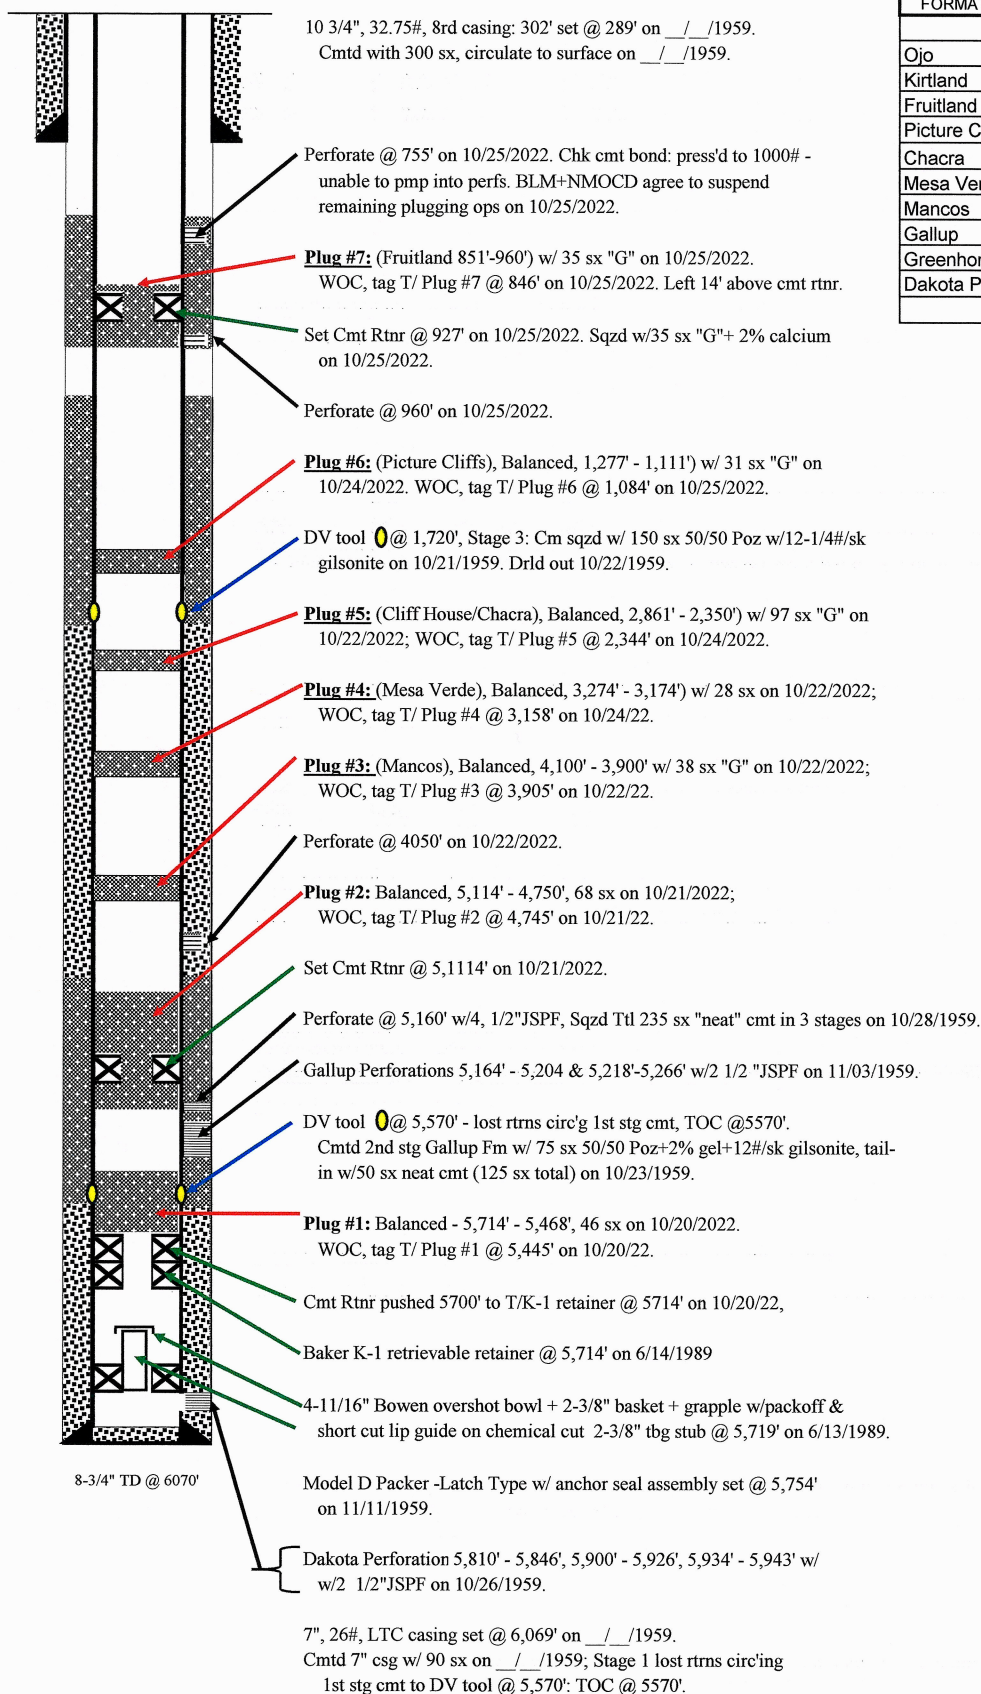 10 3/4", 32.75#, 8rd casing: 302' set @ 289' on __/__/1959.
Cmtd with 300 sx, circulate to surface on __/__/1959.
FORMA
Ojo
Kirtland
Fruitland
Picture C
Chacra
Mesa Ver
Mancos
Gallup
Greenhor
Dakota P
Perforate @ 755' on 10/25/2022. Chk cmt bond: press'd to 1000# -
unable to pmp into perfs. BLM+NMOCD agree to suspend
remaining plugging ops on 10/25/2022.
Plug #7: (Fruitland 851'-960') w/ 35 sx "G" on 10/25/2022.
WOC, tag T/ Plug #7 @ 846' on 10/25/2022. Left 14' above cmt rtnr.
Set Cmt Rtnr @ 927' on 10/25/2022. Sqzd w/35 sx "G"+ 2% calcium
on 10/25/2022.
Perforate @ 960' on 10/25/2022.
Plug #6: (Picture Cliffs), Balanced, 1,277' - 1,111') w/ 31 sx "G" on
10/24/2022. WOC, tag T/ Plug #6 @ 1,084' on 10/25/2022.
DV tool @ 1,720', Stage 3: Cm sqzd w/ 150 sx 50/50 Poz w/12-1/4#/sk
gilsonite on 10/21/1959. Drld out 10/22/1959.
Plug #5: (Cliff House/Chacra), Balanced, 2,861' - 2,350') w/ 97 sx "G" on
10/22/2022; WOC, tag T/ Plug #5 @ 2,344' on 10/24/2022.
Plug #4: (Mesa Verde), Balanced, 3,274' - 3,174') w/ 28 sx on 10/22/2022;
WOC, tag T/ Plug #4 @ 3,158' on 10/24/22.
Plug #3: (Mancos), Balanced, 4,100' - 3,900' w/ 38 sx "G" on 10/22/2022;
WOC, tag T/ Plug #3 @ 3,905' on 10/22/22.
Perforate @ 4050' on 10/22/2022.
Plug #2: Balanced, 5,114' - 4,750', 68 sx on 10/21/2022;
WOC, tag T/ Plug #2 @ 4,745' on 10/21/22.
Set Cmt Rtnr @ 5,1114' on 10/21/2022.
Perforate @ 5,160' w/4, 1/2"JSPF, Sqzd Ttl 235 sx "neat" cmt in 3 stages on 10/28/1959.
Gallup Perforations 5,164' - 5,204 & 5,218'-5,266' w/2 1/2 "JSPF on 11/03/1959.
DV tool @ 5,570' - lost rtrns circ'g 1st stg cmt, TOC @5570'.
Cmtd 2nd stg Gallup Fm w/ 75 sx 50/50 Poz+2% gel+12#/sk gilsonite, tail-
in w/50 sx neat cmt (125 sx total) on 10/23/1959.
Plug #1: Balanced - 5,714' - 5,468', 46 sx on 10/20/2022.
WOC, tag T/ Plug #1 @ 5,445' on 10/20/22.
Cmt Rtnr pushed 5700' to T/K-1 retainer @ 5714' on 10/20/22,
Baker K-1 retrievable retainer @ 5,714' on 6/14/1989
4-11/16" Bowen overshot bowl + 2-3/8" basket + grapple w/packoff &
short cut lip guide on chemical cut 2-3/8" tbg stub @ 5,719' on 6/13/1989.
8-3/4" TD @ 6070'
Model D Packer -Latch Type w/ anchor seal assembly set @ 5,754'
on 11/11/1959.
Dakota Perforation 5,810' - 5,846', 5,900' - 5,926', 5,934' - 5,943' w/
w/2 1/2"JSPF on 10/26/1959.
7", 26#, LTC casing set @ 6,069' on __/__/1959.
Cmtd 7" csg w/ 90 sx on __/__/1959; Stage 1 lost rtrns circ'ing
1st stg cmt to DV tool @ 5,570': TOC @ 5570'.